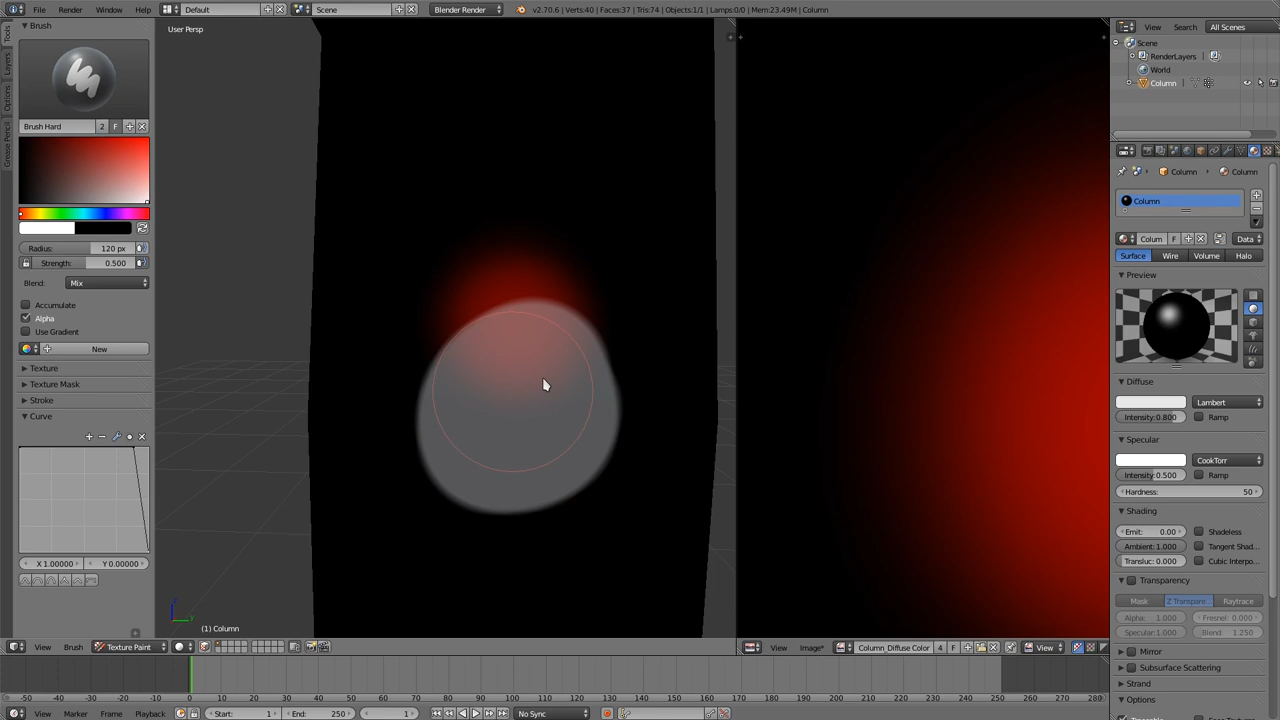 File Render Window Help Default Scene Blender Render v2.70.6 | Verts:40 | Faces:37 | Tris:74 | Objects:1/1 | Lamps:0/0 | Mem:23.49M | Column
Brush
User Persp
View Search All Scenes
Scene
RenderLayers
World
Column
Tools
Layers
Options
Grease Pencil
Brush Hard 2 F
Column Column
Column
Radius: 120 px
Strength: 0.500
Colum F Data
Blend: Mix
Surface Wire Volume Halo
Preview
Accumulate
Alpha
Use Gradient
New
Texture
Texture Mask
Stroke
Curve
Diffuse
Lambert
Intensity:0.800 Ramp
Specular
CookTorr
Intensity:0.500 Ramp
Hardness: 50
Shading
Emit: 0.00 Shadeless
Ambient: 1.000 Tangent Shad...
Transluc: 0.000 Cubic Interpo...
X 1.00000 Y 0.00000
Transparency
Mask Z Transpare... Raytrace
Alpha: 1.000 Fresnel: 0.000
Specular:1.000 Blend: 1.250
(1) Column
View Brush Texture Paint
View Image* Column_Diffuse Color 4 F View
Mirror
Subsurface Scattering
Strand
Options
-50 -40 -30 -20 -10 0 10 20 30 40 50 60 70 80 90 100 110 120 130 140 150 160 170 180 190 200 210 220 230 240 250 260 270 280
View Marker Frame Playback Start: 1 End: 250 1 No Sync